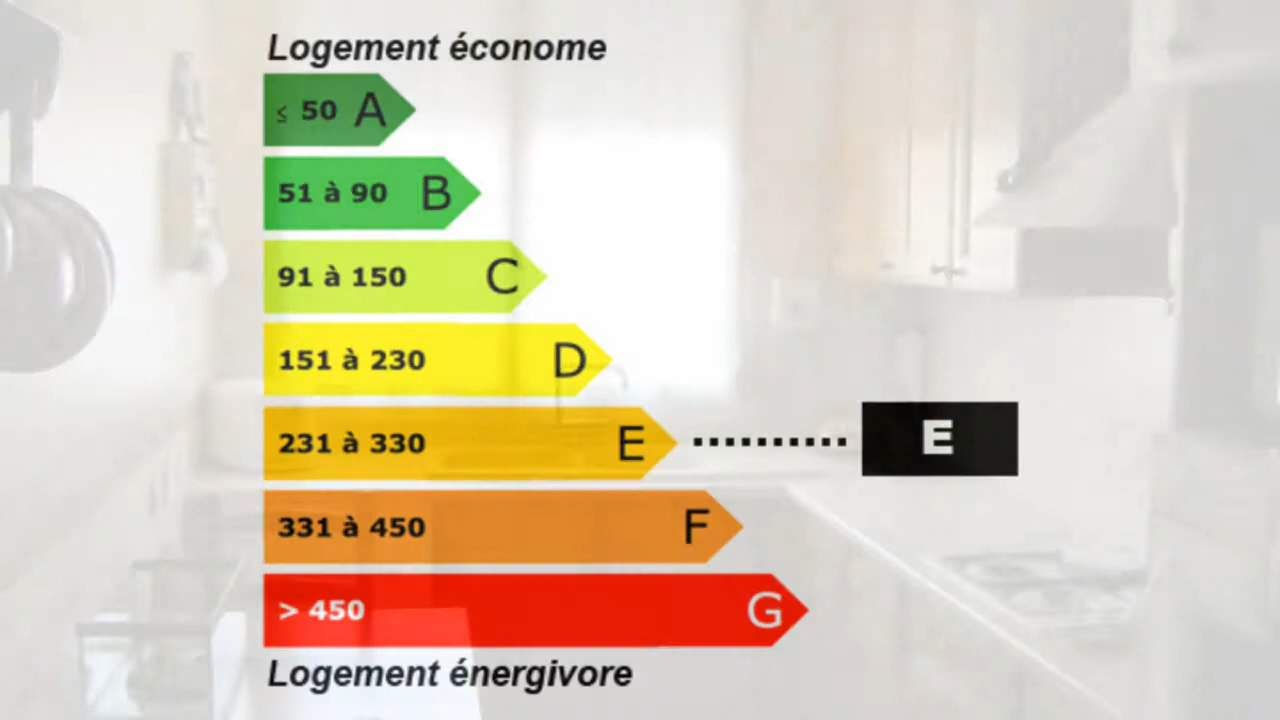 Logement économe
≤ 50 A
51 à 90 B
91 à 150 C
151 à 230 D
231 à 330 E E
331 à 450 F
> 450 G
Logement énergivore